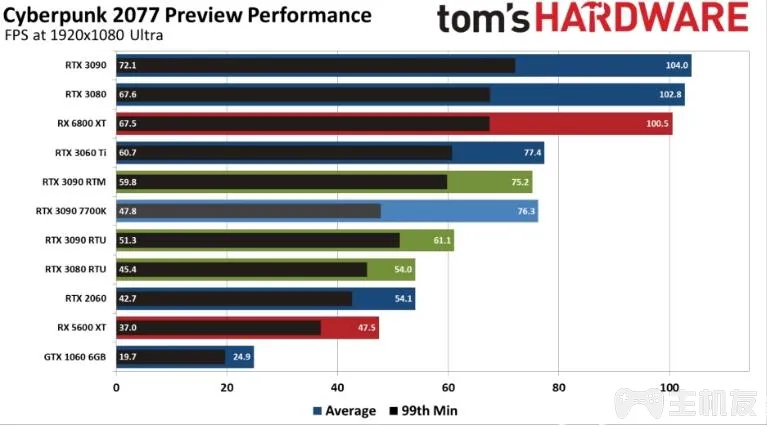 Cyberpunk 2077 Preview Performance
tom'sHARDWARE
FPS at 1920x1080 Ultra
RTX 3090 72.1 104.0
RTX 3080 67.6 102.8
RX 6800 XT 67.5 100.5
RTX 3060 Ti 60.7 77.4
RTX 3090 RTM 59.8 75.2
RTX 3090 7700K 47.8 76.3
RTX 3090 RTU 51.3 61.1
RTX 3080 RTU 45.4 54.0
RTX 2060 42.7 54.1
RX 5600 XT 37.0 47.5
GTX 1060 6GB 19.7 24.9
0 20 40 60 80 100
Average 99th Min
主机友